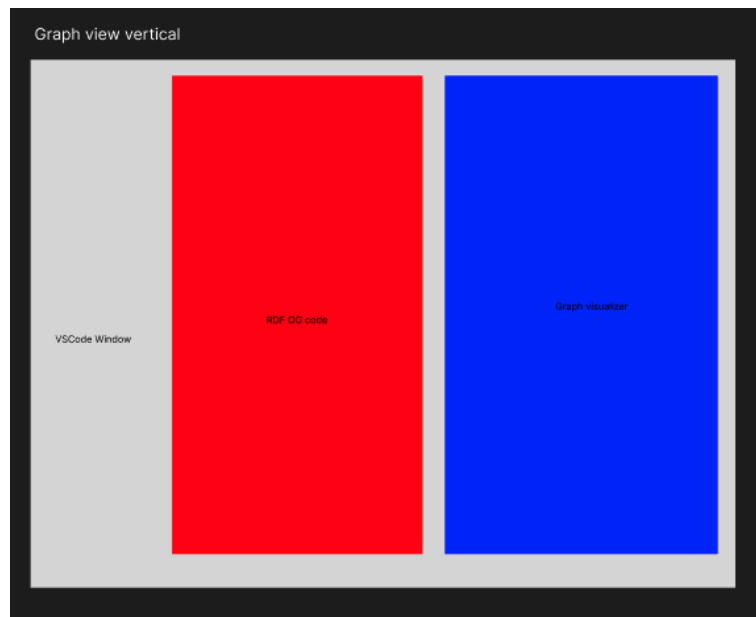 Graph view vertical
VSCode Window
RDF OG code
Graph visualizer